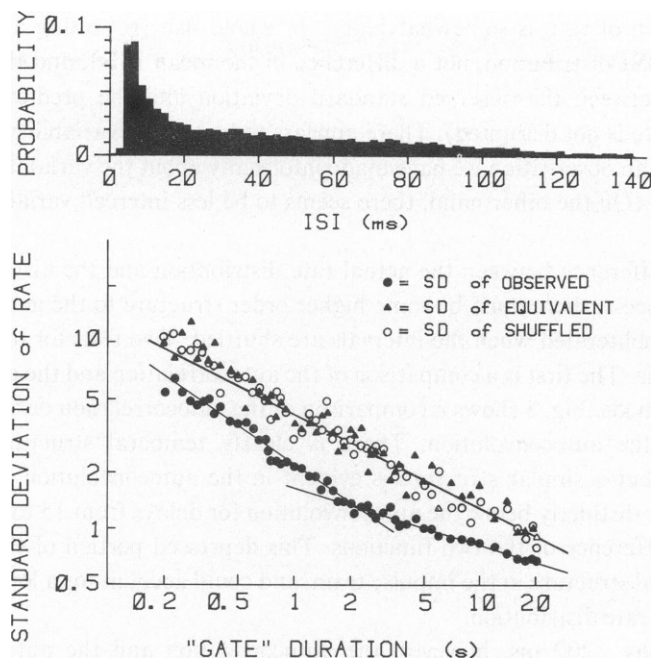 PROBABILITY
0.1
0
0 20 40 60 80 100 120 140
ISI (ms)
● = SD of OBSERVED
▲ = SD of EQUIVALENT
○ = SD of SHUFFLED
STANDARD DEVIATION of RATE
10
5
2
1
0.5
0.2 0.5 1 2 5 10 20
"GATE" DURATION (s)